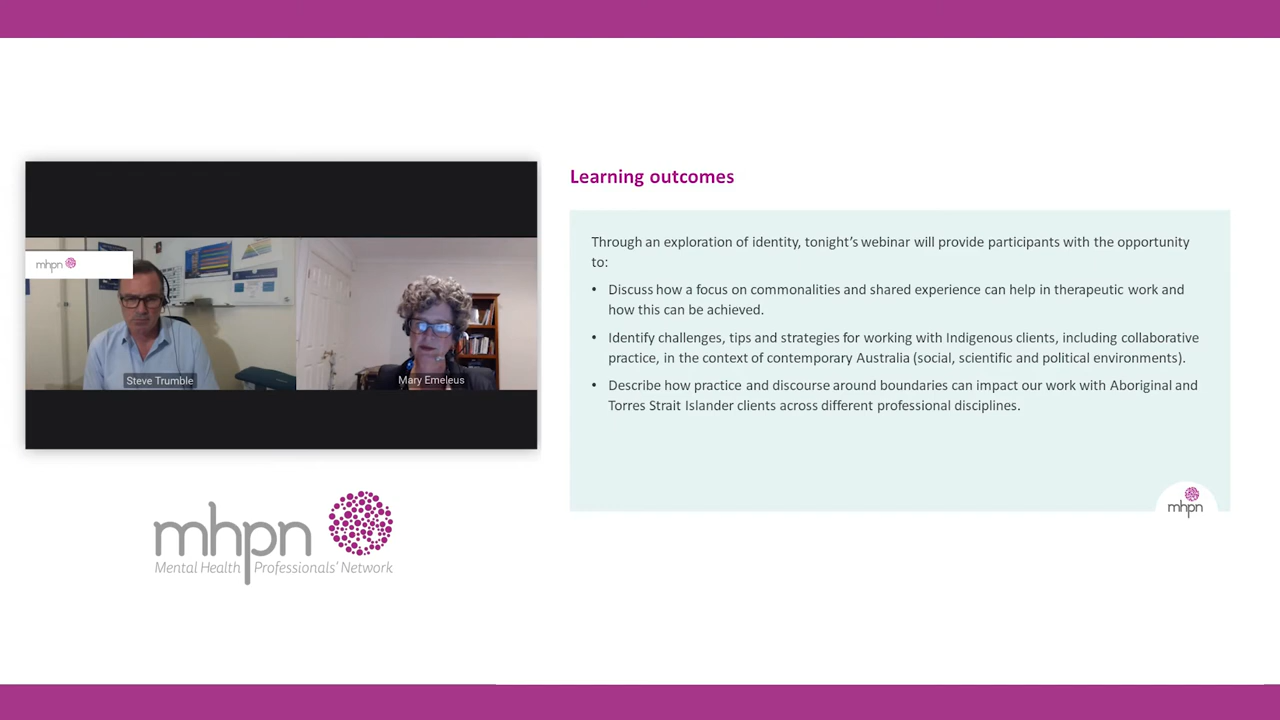 mhpn
Steve Trumble
Mary Emeleus
mhpn
Mental Health Professionals' Network
Learning outcomes
Through an exploration of identity, tonight's webinar will provide participants with the opportunity
to:
• Discuss how a focus on commonalities and shared experience can help in therapeutic work and
how this can be achieved.
• Identify challenges, tips and strategies for working with Indigenous clients, including collaborative
practice, in the context of contemporary Australia (social, scientific and political environments).
• Describe how practice and discourse around boundaries can impact our work with Aboriginal and
Torres Strait Islander clients across different professional disciplines.
mhpn